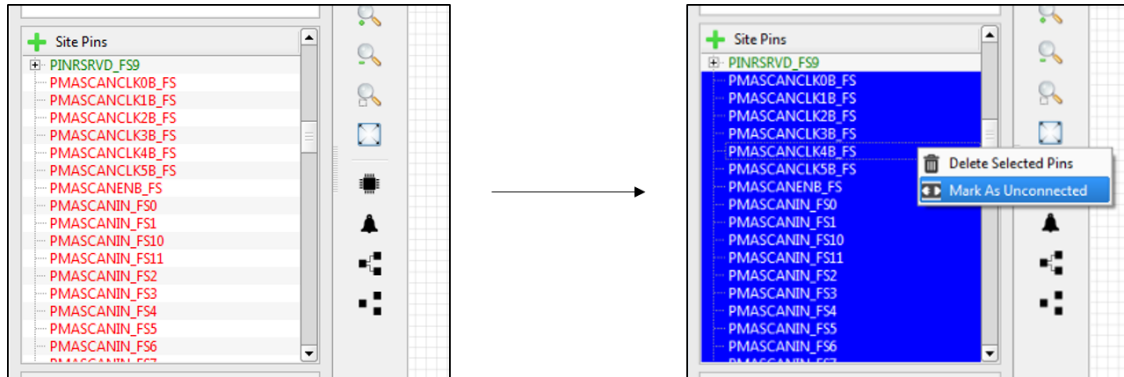 Site Pins
PINRSRVD_FS9
PMASCANCLK0B_FS
PMASCANCLK1B_FS
PMASCANCLK2B_FS
PMASCANCLK3B_FS
PMASCANCLK4B_FS
PMASCANCLK5B_FS
PMASCANENB_FS
PMASCANIN_FS0
PMASCANIN_FS1
PMASCANIN_FS10
PMASCANIN_FS11
PMASCANIN_FS2
PMASCANIN_FS3
PMASCANIN_FS4
PMASCANIN_FS5
PMASCANIN_FS6
Site Pins
PINRSRVD_FS9
PMASCANCLK0B_FS
PMASCANCLK1B_FS
PMASCANCLK2B_FS
PMASCANCLK3B_FS
PMASCANCLK4B_FS
PMASCANCLK5B_FS
PMASCANENB_FS
PMASCANIN_FS0
PMASCANIN_FS1
PMASCANIN_FS10
PMASCANIN_FS11
PMASCANIN_FS2
PMASCANIN_FS3
PMASCANIN_FS4
PMASCANIN_FS5
PMASCANIN_FS6
Delete Selected Pins
Mark As Unconnected